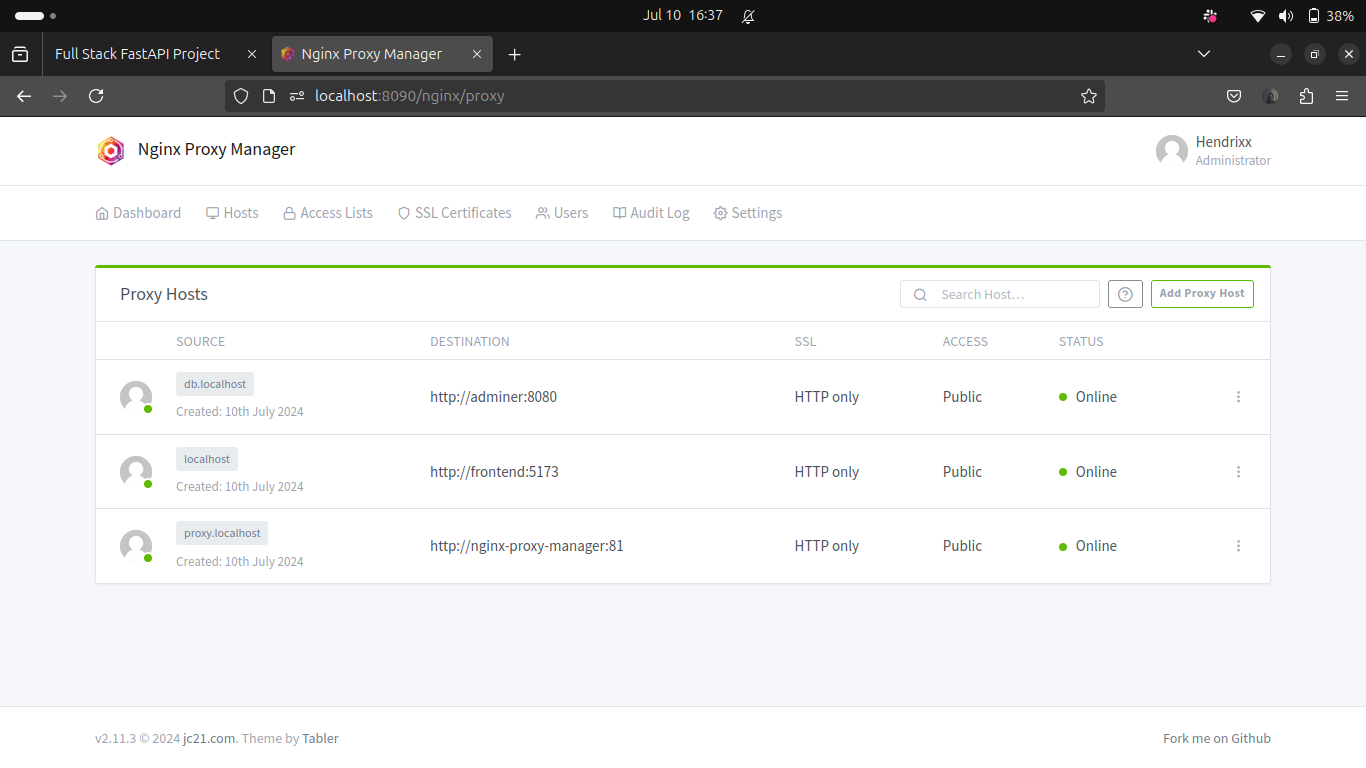 Jul 10 16:37
38%
Full Stack FastAPI Project
Nginx Proxy Manager
localhost:8090/nginx/proxy
Nginx Proxy Manager
Hendrixx
Administrator
Dashboard Hosts Access Lists SSL Certificates Users Audit Log Settings
Proxy Hosts
Search Host...
Add Proxy Host
SOURCE DESTINATION SSL ACCESS STATUS
db.localhost
Created: 10th July 2024
http://adminer:8080 HTTP only Public Online
localhost
Created: 10th July 2024
http://frontend:5173 HTTP only Public Online
proxy.localhost
Created: 10th July 2024
http://nginx-proxy-manager:81 HTTP only Public Online
v2.11.3 © 2024 jc21.com. Theme by Tabler
Fork me on Github